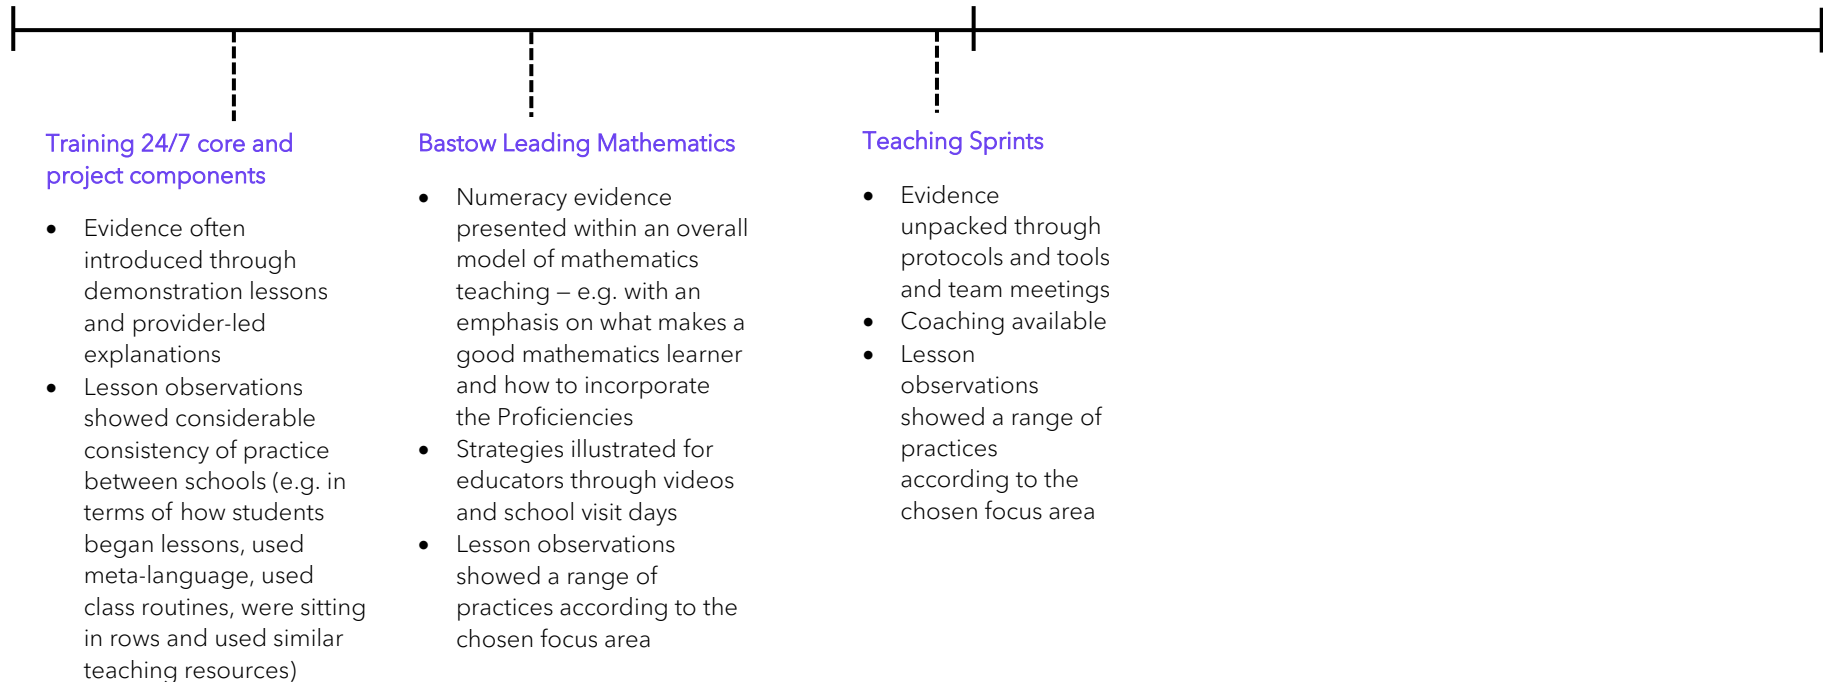 Training 24/7 core and
project components
• Evidence often
introduced through
demonstration lessons
and provider-led
explanations
• Lesson observations
showed considerable
consistency of practice
between schools (e.g. in
terms of how students
began lessons, used
meta-language, used
class routines, were sitting
in rows and used similar
teaching resources)
Bastow Leading Mathematics
• Numeracy evidence
presented within an overall
model of mathematics
teaching – e.g. with an
emphasis on what makes a
good mathematics learner
and how to incorporate
the Proficiencies
• Strategies illustrated for
educators through videos
and school visit days
• Lesson observations
showed a range of
practices according to the
chosen focus area
Teaching Sprints
• Evidence
unpacked through
protocols and tools
and team meetings
• Coaching available
• Lesson
observations
showed a range of
practices
according to the
chosen focus area